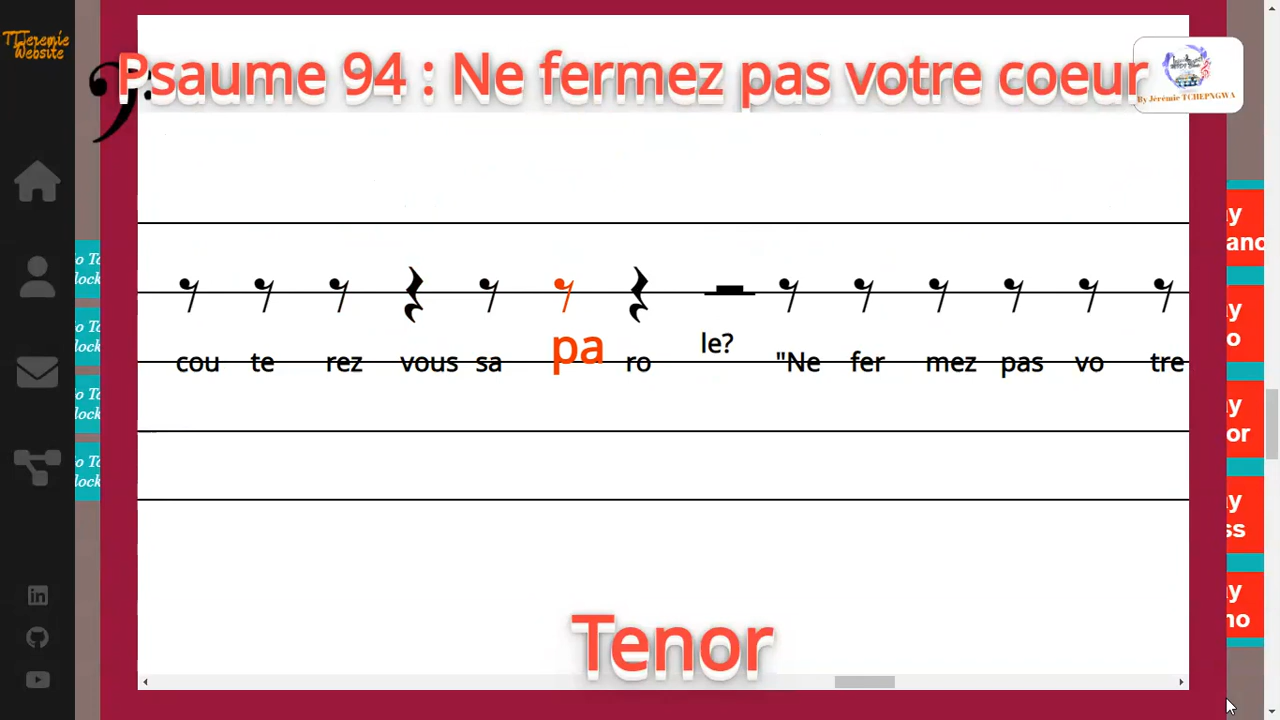 TTJeremie
Website
Psaume 94 : Ne fermez pas votre coeur
By Jérémie TCHEPNGWA
cou te rez vous sa pa ro le? "Ne fer mez pas vo tre
Tenor